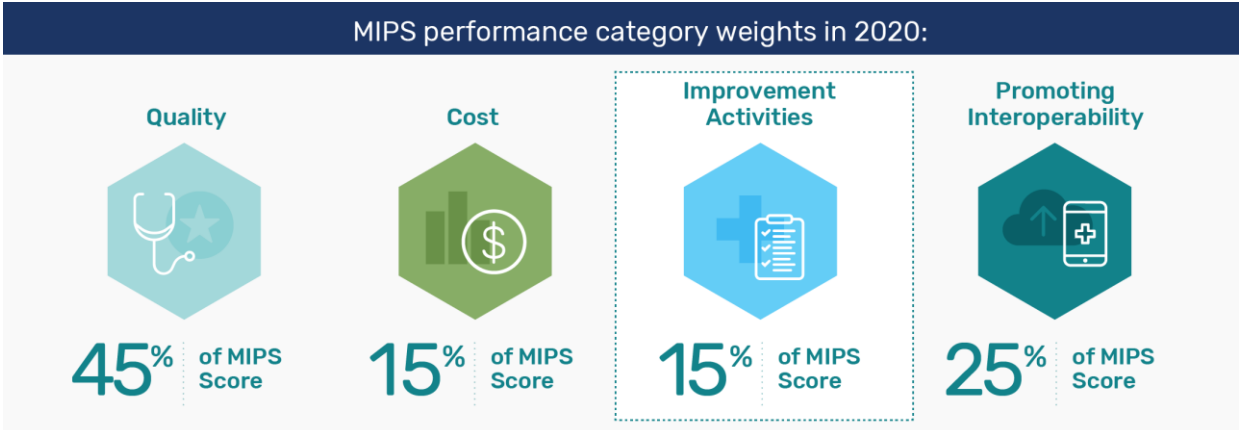 MIPS performance category weights in 2020:
Quality
45% of MIPS
Score
Cost
15% of MIPS
Score
Improvement
Activities
15% of MIPS
Score
Promoting
Interoperability
25% of MIPS
Score